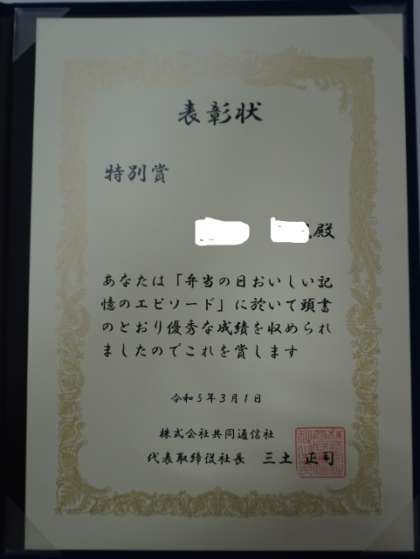 表彰状
特別賞
殿
あなたは「弁当の日おいしい記
憶のエピソード」に於いて頭書
のとおり優秀な成績を収められ
ましたのでこれを賞します
令和5年3月1日
株式会社共同通信社
代表取締役社長 三土 正司